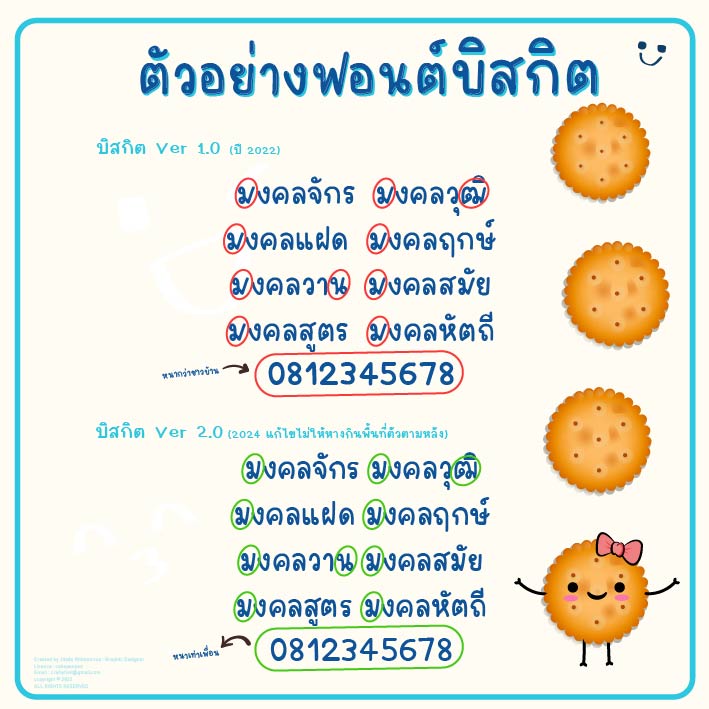 ตัวอย่างฟอนต์บิสกิต
บิสกิต Ver 1.0 (ปี 2022)
มงคลจักร มงคลวุฒิ
มงคลแฝด มงคลฤกษ์
มงคลวาน มงคลสมัย
มงคลสูตร มงคลหัตถี
หนากว่าชาวบ้าน
0812345678
บิสกิต Ver 2.0 (2024 แก้ไขไม่ให้หางกินพื้นที่ตัวตามหลัง)
มงคลจักร มงคลวุฒิ
มงคลแฝด มงคลฤกษ์
มงคลวาน มงคลสมัย
มงคลสูตร มงคลหัตถี
หนาเท่าเพื่อน
0812345678
copyright © 2022
ALL RIGHTS RESERVED